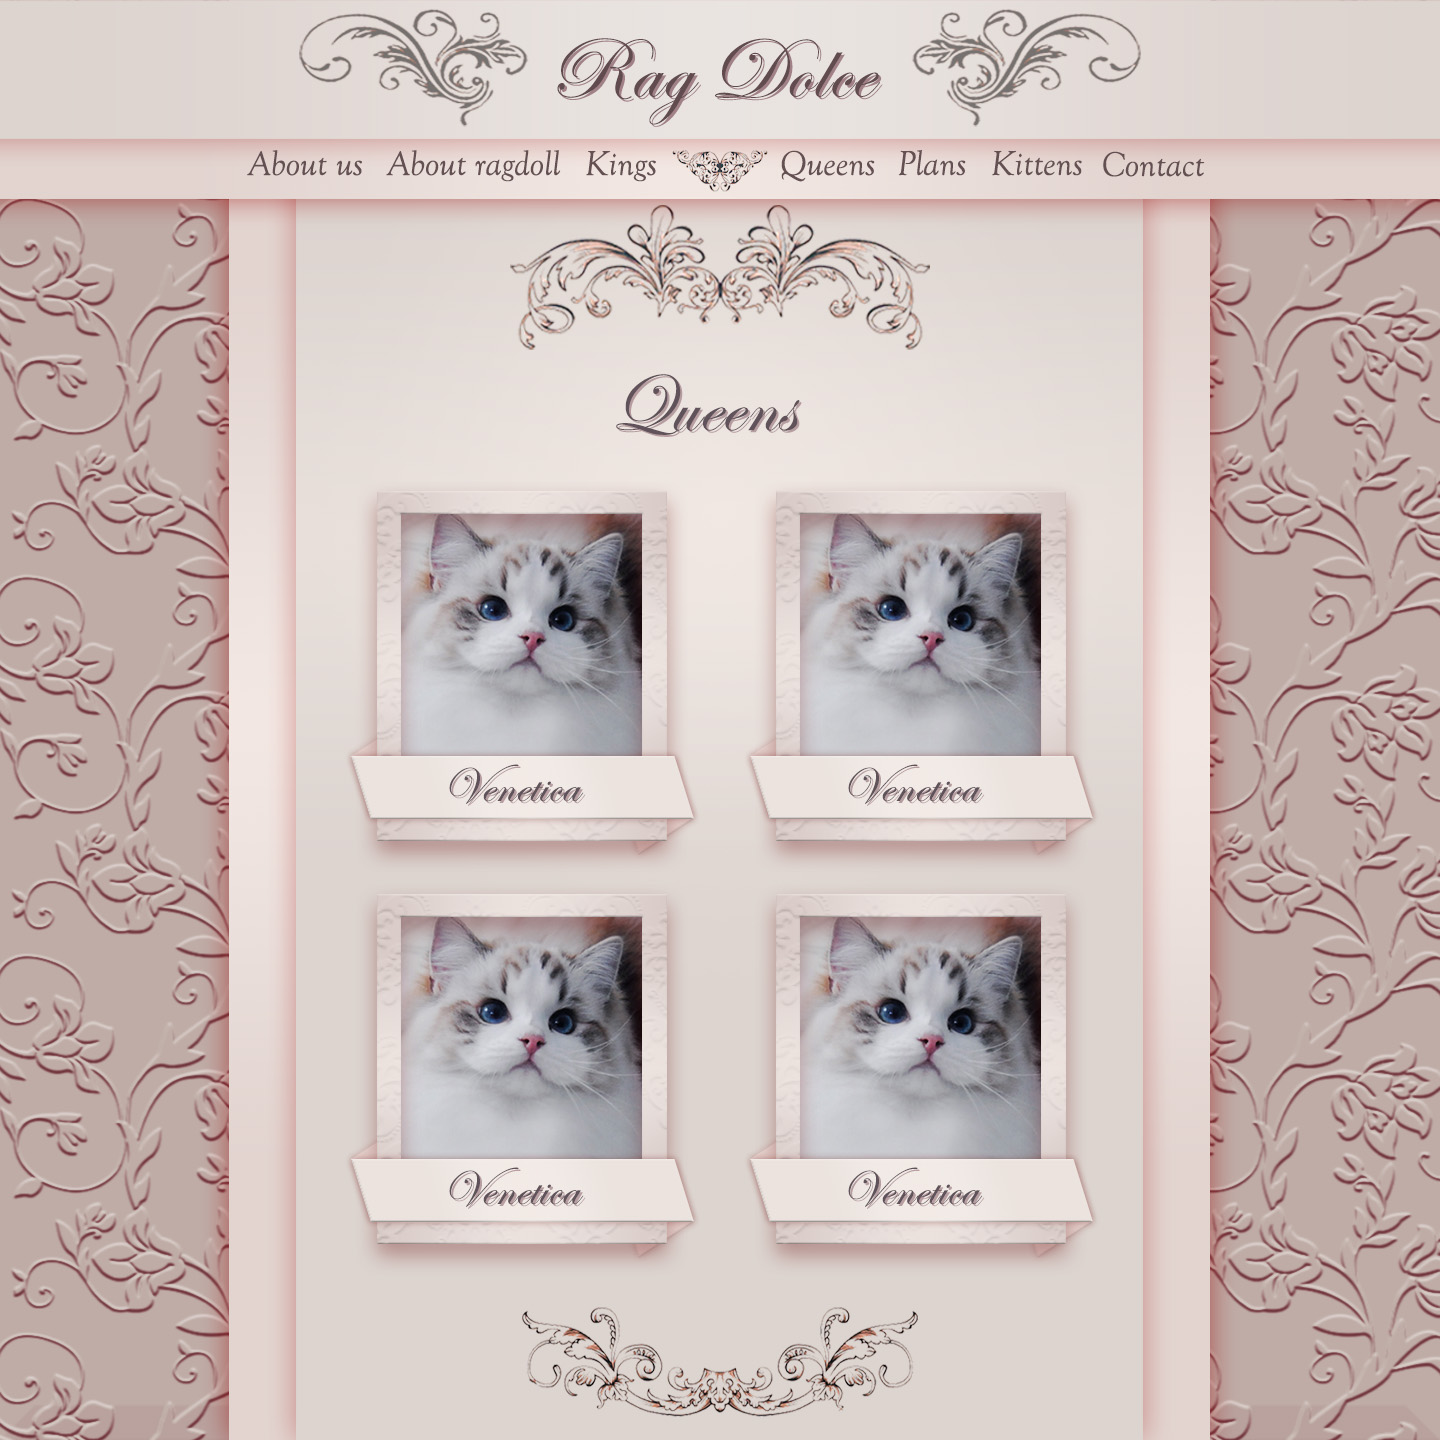 Rag Dolce
About us About ragdoll Kings Queens Plans Kittens Contact
Queens
Venetica Venetica
Venetica Venetica